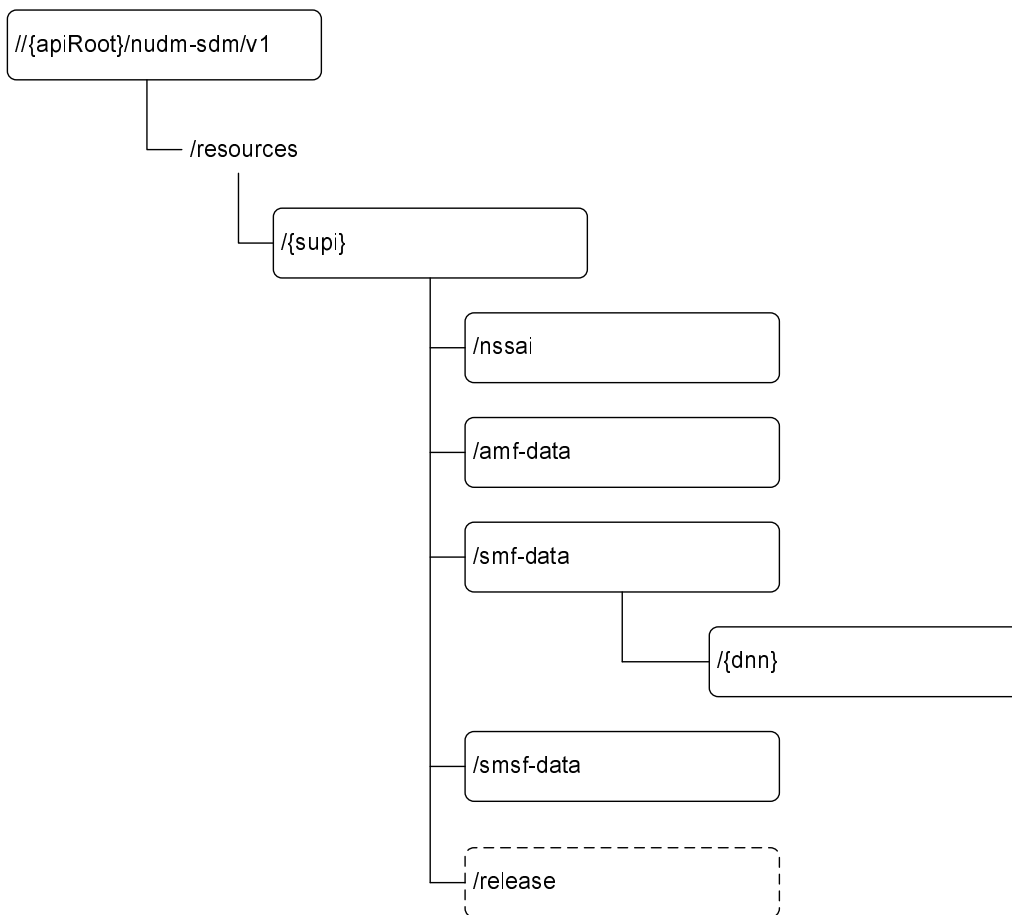 //{apiRoot}/nudm-sdm/v1
/resources
/{supi}
/nssai
/amf-data
/smf-data
/{dnn}
/smsf-data
/release